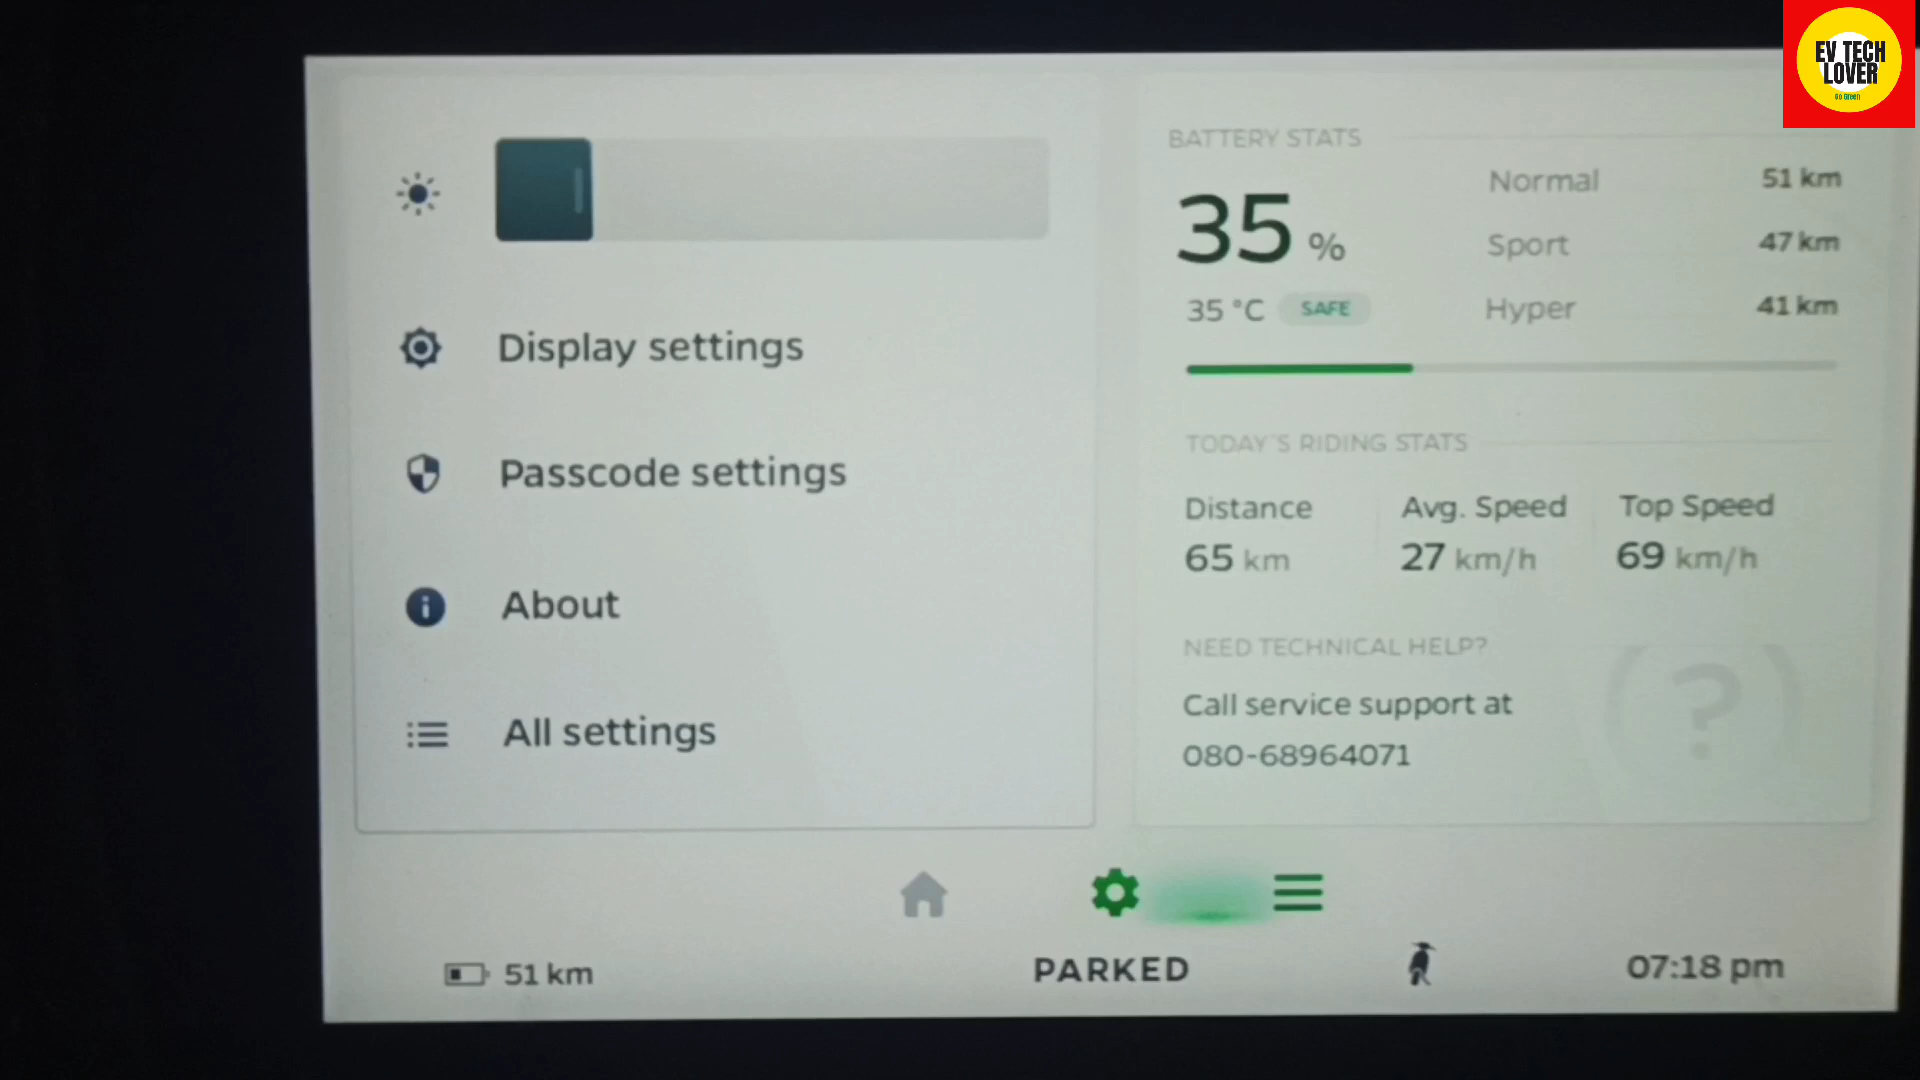 EV TECH
LOVER
Go Green
Display settings
Passcode settings
About
All settings
BATTERY STATS
35 %
35 °C SAFE
Normal 51 km
Sport 47 km
Hyper 41 km
TODAY'S RIDING STATS
Distance Avg. Speed Top Speed
65 km 27 km/h 69 km/h
NEED TECHNICAL HELP?
Call service support at
080-68964071
?
51 km PARKED 07:18 pm